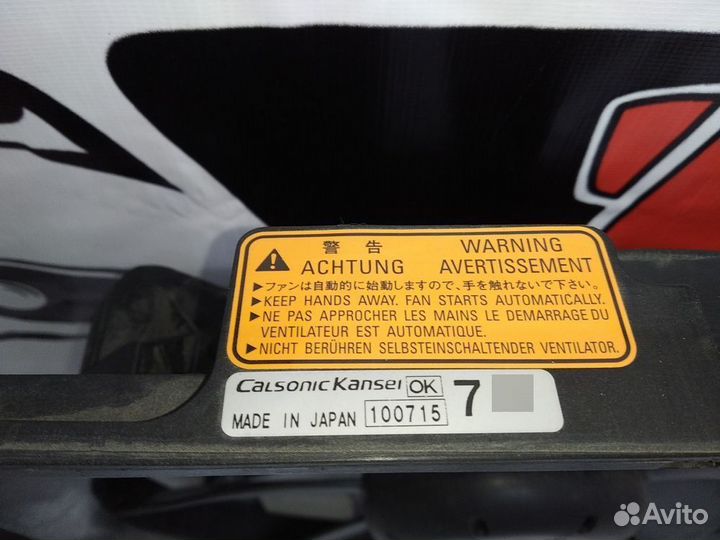 警告 WARNING
ACHTUNG AVERTISSEMENT
▶ファンは自動的に始動しますので、手を触れないで下さい。
▶KEEP HANDS AWAY. FAN STARTS AUTOMATICALLY.
▶NE PAS APPROCHER LES MAINS LE DEMARRAGE DU
VENTILATEUR EST AUTOMATIQUE.
▶NICHT BERÜHREN SELBSTEINSCHALTENDER VENTILATOR.
CALSONIC KANSEI OK 7
MADE IN JAPAN 100715
Avito